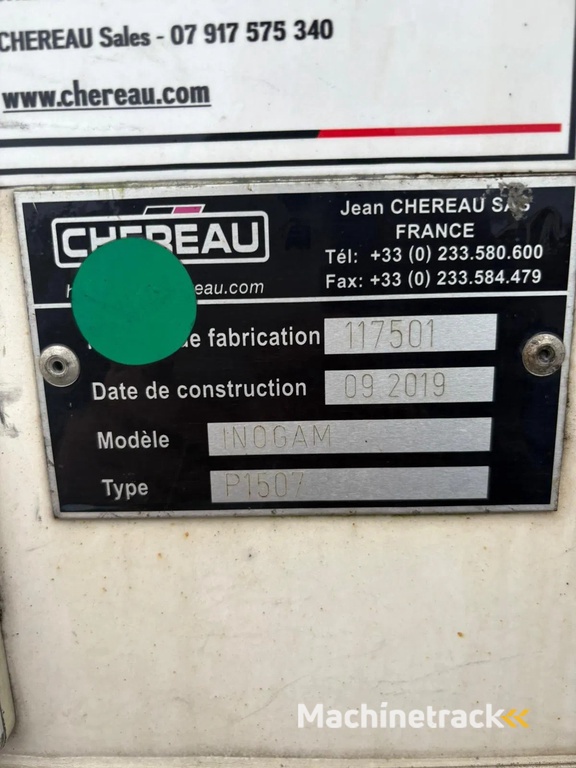 CHEREAU Sales - 07 917 575 340
www.chereau.com
CHEREAU
Jean CHEREAU SAS
FRANCE
Tél: +33 (0) 233.580.600
Fax: +33 (0) 233.584.479
eau.com
de fabrication 117501
Date de construction 09 2019
Modèle INOGAM
Type P1507
Machinetrack